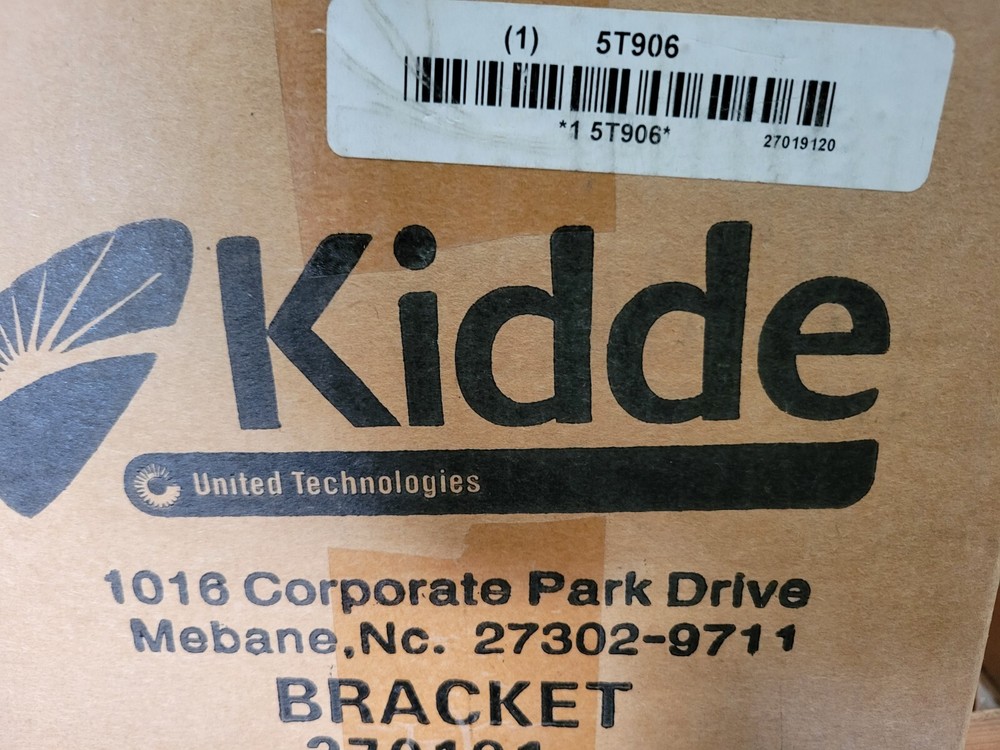 (1) 5T906
*1 5T906* 27019120
Kidde
United Technologies
1016 Corporate Park Drive
Mebane,Nc. 27302-9711
BRACKET